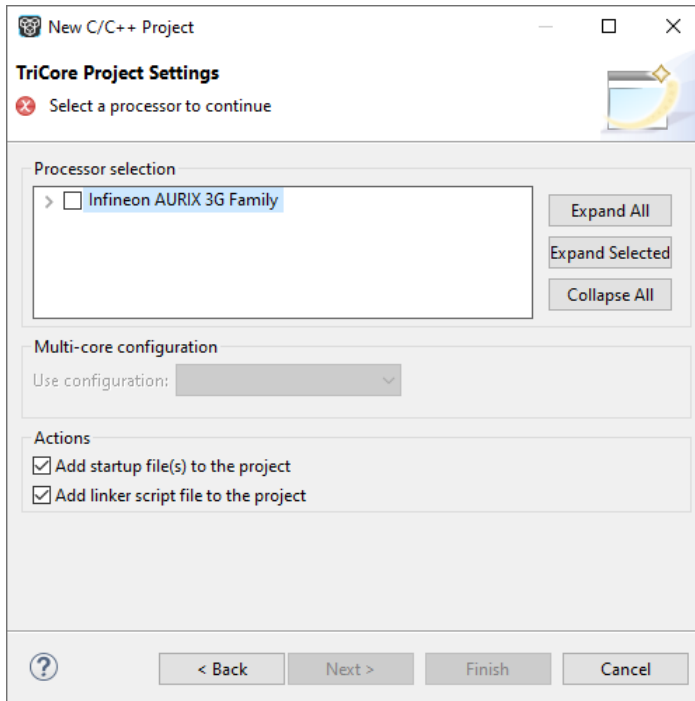 New C/C++ Project
TriCore Project Settings
Select a processor to continue
Processor selection
Infineon AURIX 3G Family
Expand All
Expand Selected
Collapse All
Multi-core configuration
Use configuration:
Actions
Add startup file(s) to the project
Add linker script file to the project
?
< Back
Next >
Finish
Cancel